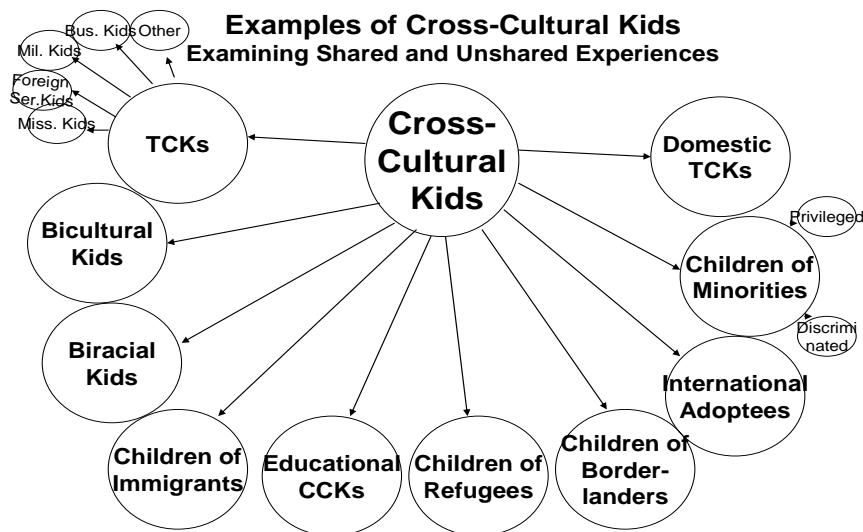 Examples of Cross-Cultural Kids
Examining Shared and Unshared Experiences
Bus. Kids
Other
Mil. Kids
Foreign
Ser.Kids
Miss. Kids
TCKs
Cross-
Cultural
Kids
Domestic
TCKs
Privileged
Children of
Minorities
Discrimi
nated
Bicultural
Kids
Biracial
Kids
International
Adoptees
Children of
Immigrants
Educational
CCKs
Children of
Refugees
Children of
Border-
landers